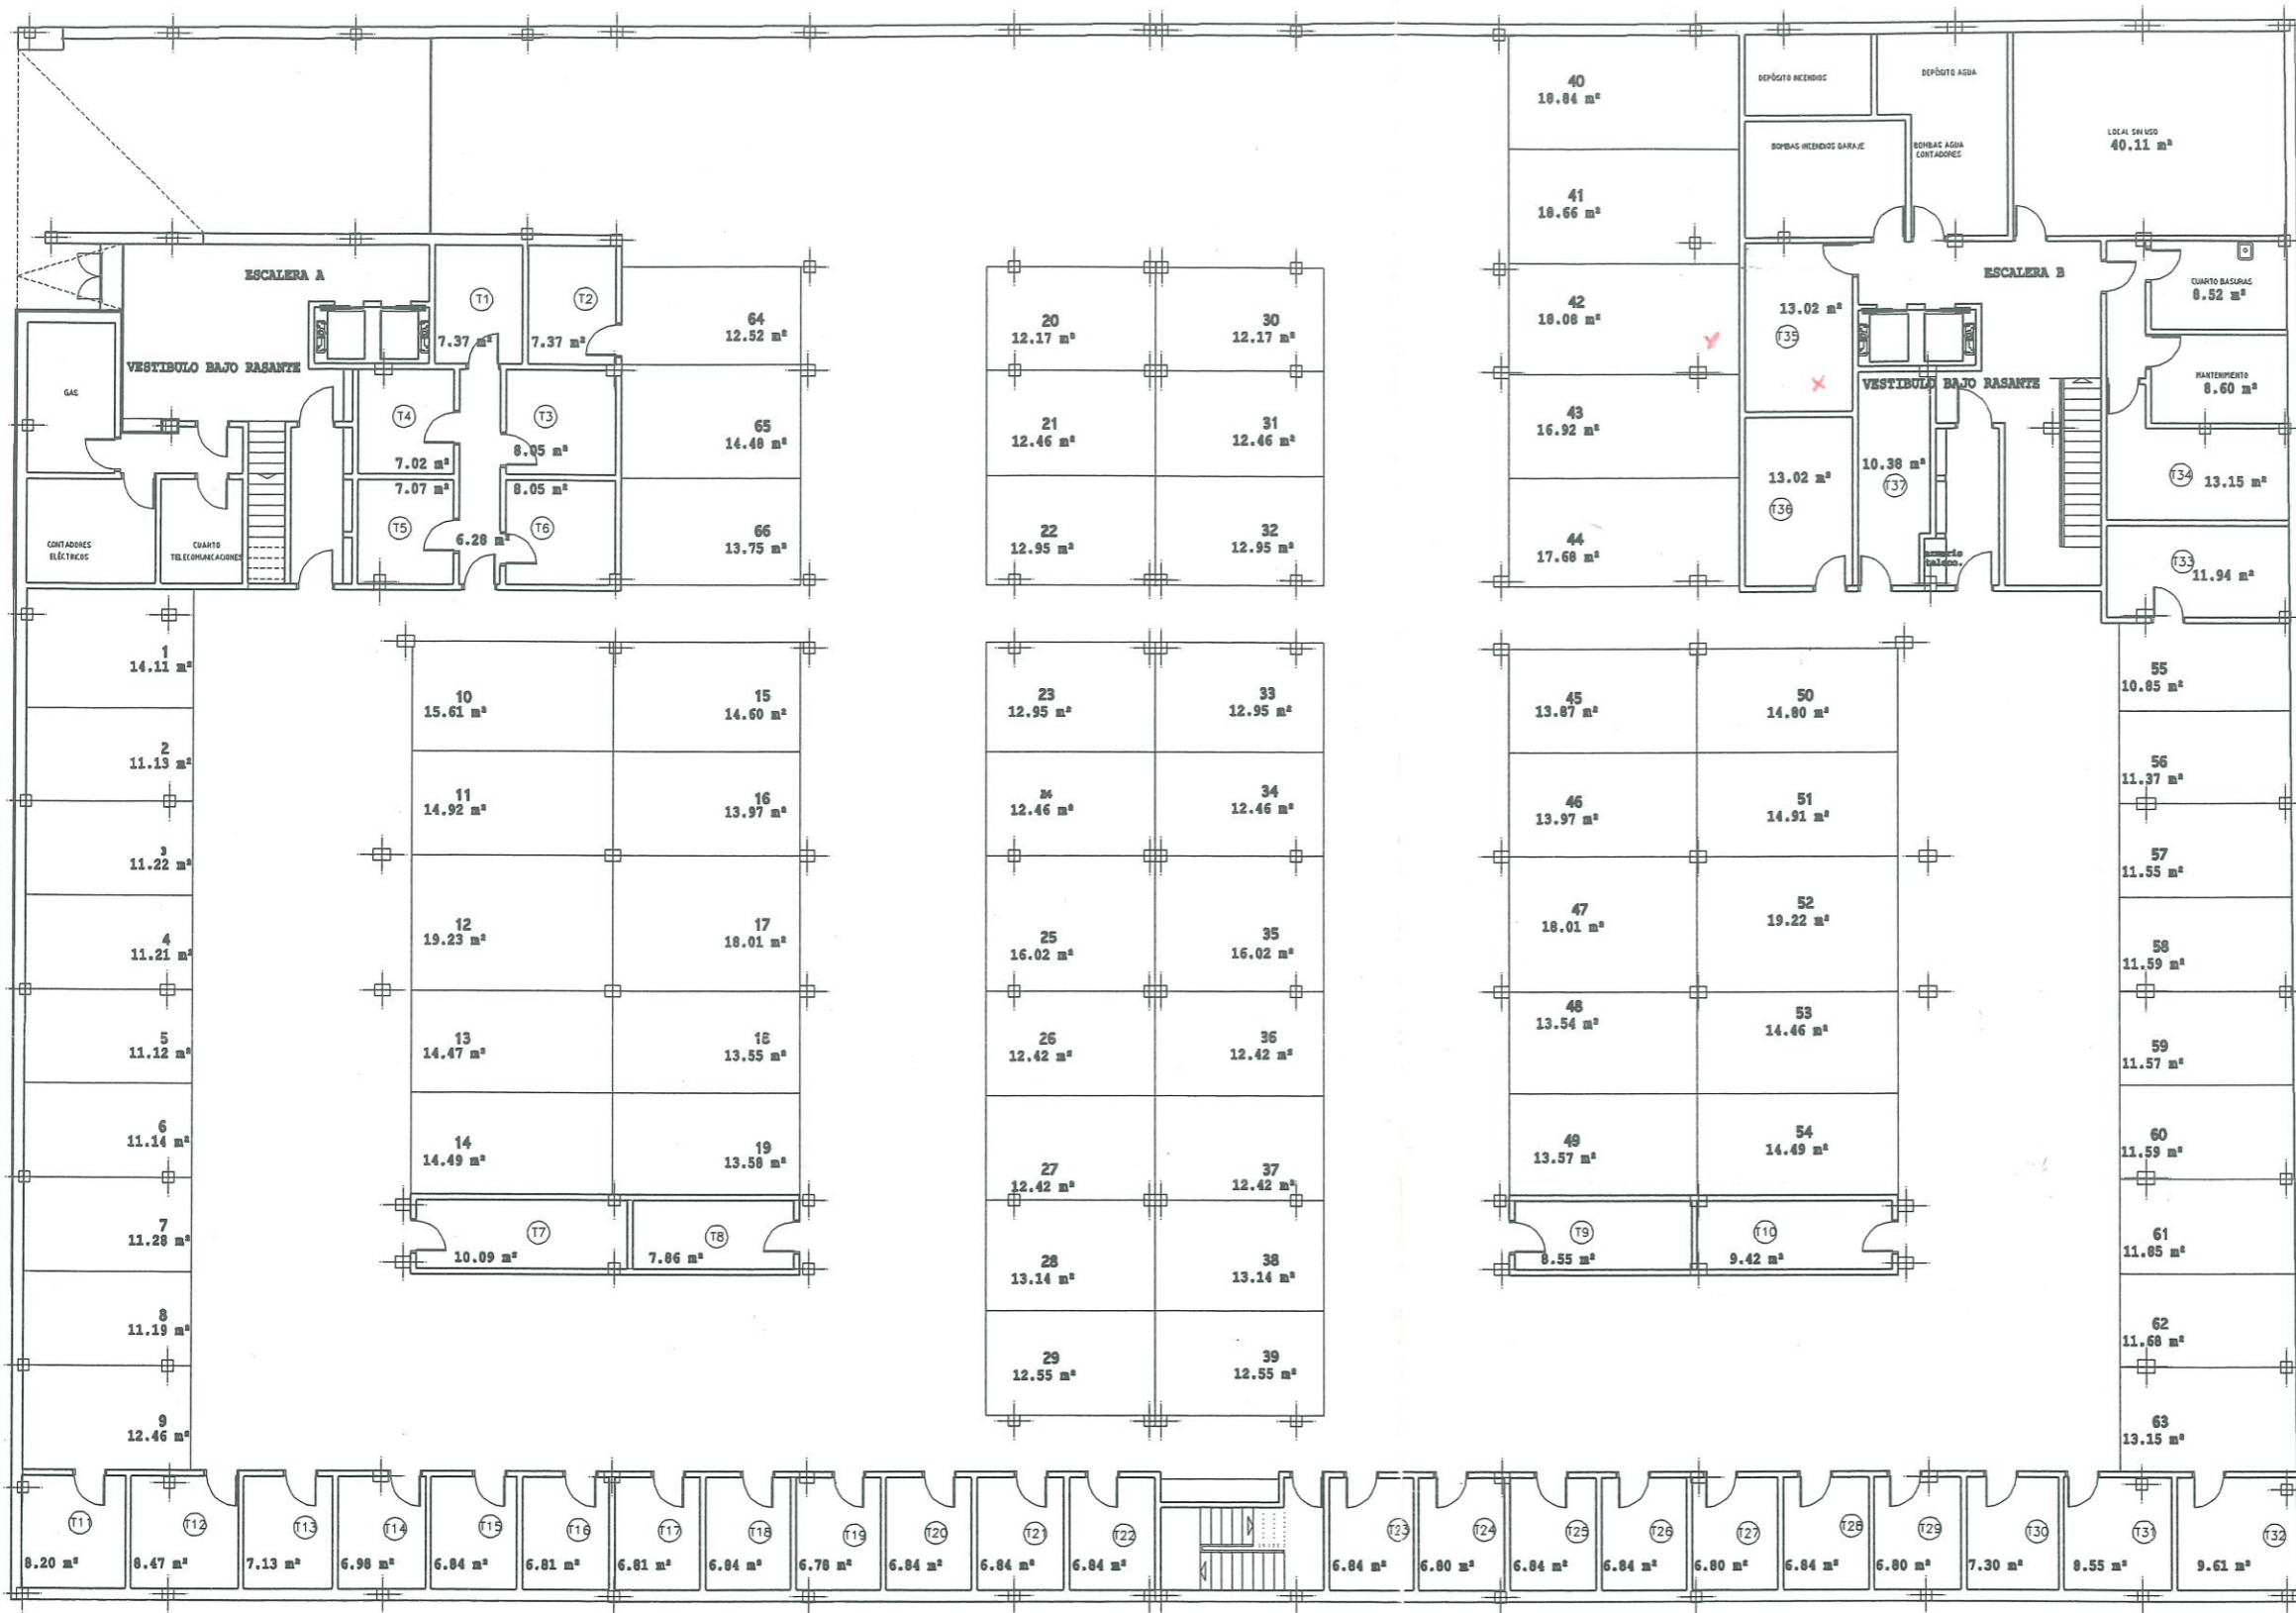 40
18.84 m²
DEPÓSITO INCENDIOS
DEPÓSITO AGUA
BOMBAS INCENDIOS GARAJE
BOMBAS AGUA
CONTADORES
LOCAL SIN USO
40.11 m²
41
18.66 m²
ESCALERA A
T1
7.37 m²
T2
7.37 m²
64
12.52 m²
20
12.17 m²
30
12.17 m²
42
18.08 m²
13.02 m²
T35
ESCALERA B
CUARTO BASURAS
8.52 m²
VESTIBULO BAJO RASANTE
GAS
T4
7.02 m²
T3
8.05 m²
65
14.48 m²
21
12.46 m²
31
12.46 m²
43
16.92 m²
VESTIBULO BAJO RASANTE
MANTENIMIENTO
8.60 m²
7.07 m²
T5
8.05 m²
T6
6.28 m²
66
13.75 m²
22
12.95 m²
32
12.95 m²
44
17.68 m²
13.02 m²
T36
10.38 m²
T37
T34
13.15 m²
CONTADORES
ELÉCTRICOS
CUARTO
TELECOMUNICACIONES
armario
teleco.
T33
11.94 m²
1
14.11 m²
10
15.61 m²
15
14.60 m²
23
12.95 m²
33
12.95 m²
45
13.87 m²
50
14.80 m²
55
10.85 m²
2
11.13 m²
11
14.92 m²
16
13.97 m²
24
12.46 m²
34
12.46 m²
46
13.97 m²
51
14.91 m²
56
11.37 m²
3
11.22 m²
57
11.55 m²
4
11.21 m²
12
19.23 m²
17
18.01 m²
25
16.02 m²
35
16.02 m²
47
18.01 m²
52
19.22 m²
58
11.59 m²
5
11.12 m²
13
14.47 m²
18
13.55 m²
26
12.42 m²
36
12.42 m²
48
13.54 m²
53
14.46 m²
59
11.57 m²
6
11.14 m²
14
14.49 m²
19
13.58 m²
27
12.42 m²
37
12.42 m²
49
13.57 m²
54
14.49 m²
60
11.59 m²
7
11.28 m²
T7
10.09 m²
T8
7.86 m²
28
13.14 m²
38
13.14 m²
T9
8.55 m²
T10
9.42 m²
61
11.85 m²
8
11.19 m²
29
12.55 m²
39
12.55 m²
62
11.68 m²
9
12.46 m²
63
13.15 m²
T11
8.20 m²
T12
8.47 m²
T13
7.13 m²
T14
6.98 m²
T15
6.84 m²
T16
6.81 m²
T17
6.81 m²
T18
6.84 m²
T19
6.78 m²
T20
6.84 m²
T21
6.84 m²
T22
6.84 m²
T23
6.84 m²
T24
6.80 m²
T25
6.84 m²
T26
6.84 m²
T27
6.80 m²
T28
6.84 m²
T29
6.80 m²
T30
7.30 m²
T31
8.55 m²
T32
9.61 m²